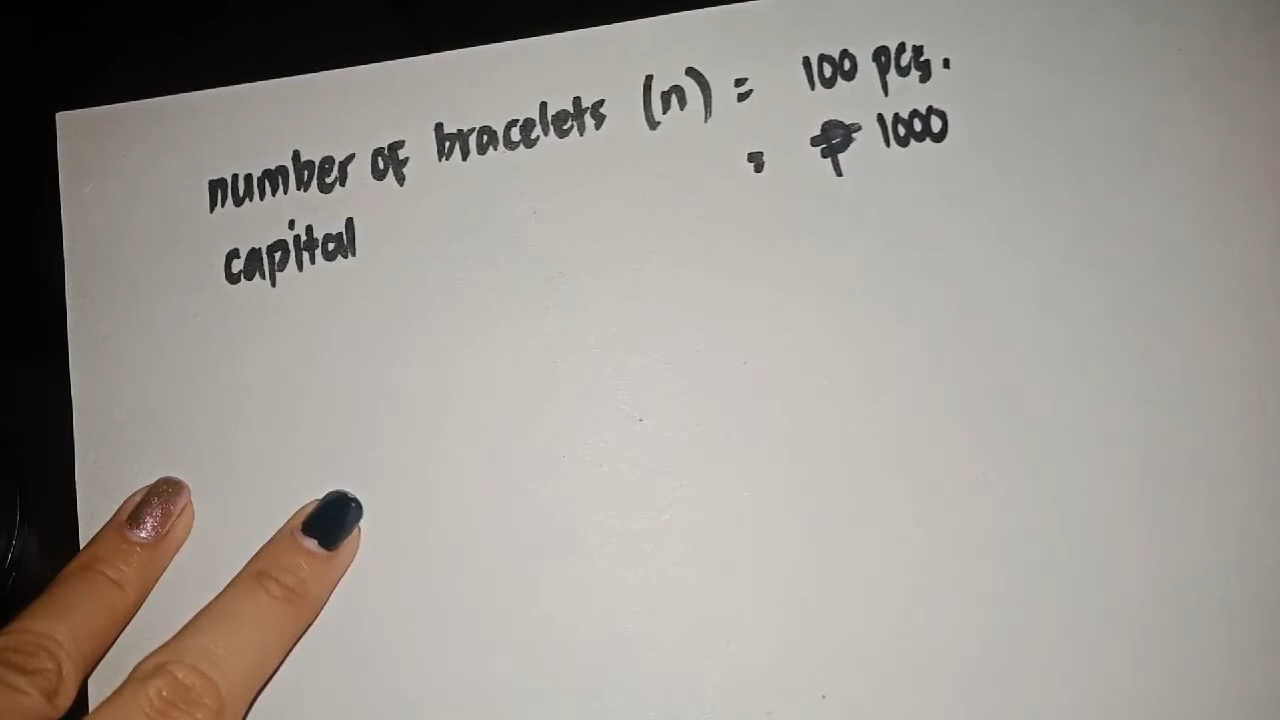 number of bracelets (n) = 100 pcs.
capital = ₱ 1000